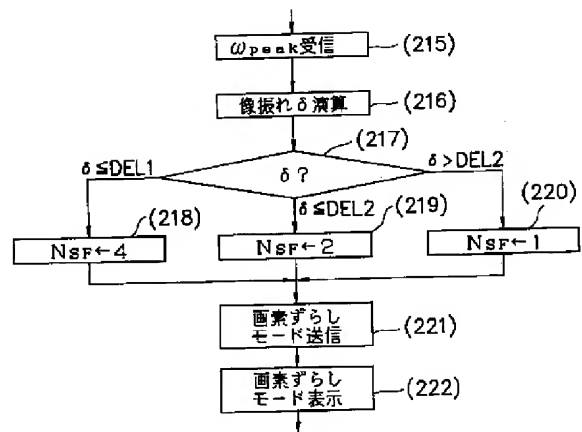 ωpeak受信
(215)
像振れδ演算
(216)
(217)
δ≦DEL1
δ?
δ>DEL2
δ≦DEL2
(218)
(219)
(220)
NSF←4
NSF←2
NSF←1
画素ずらし
モード送信
(221)
画素ずらし
モード表示
(222)